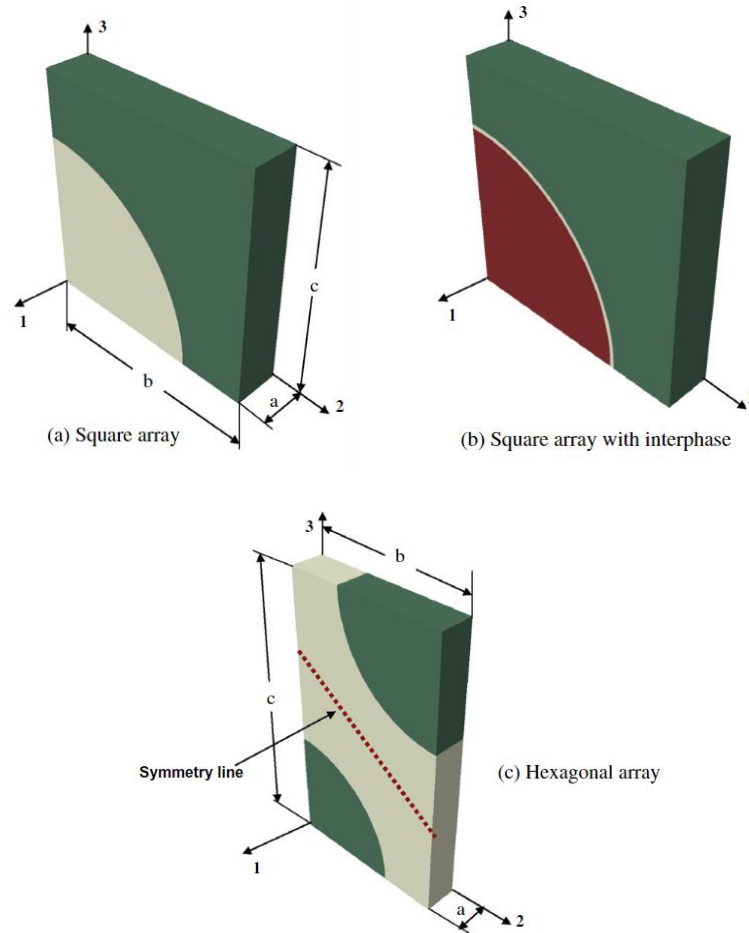 3
c
1
b
a
2
(a) Square array
3
1
(b) Square array with interphase
3
b
c
Symmetry line
(c) Hexagonal array
1
a
2